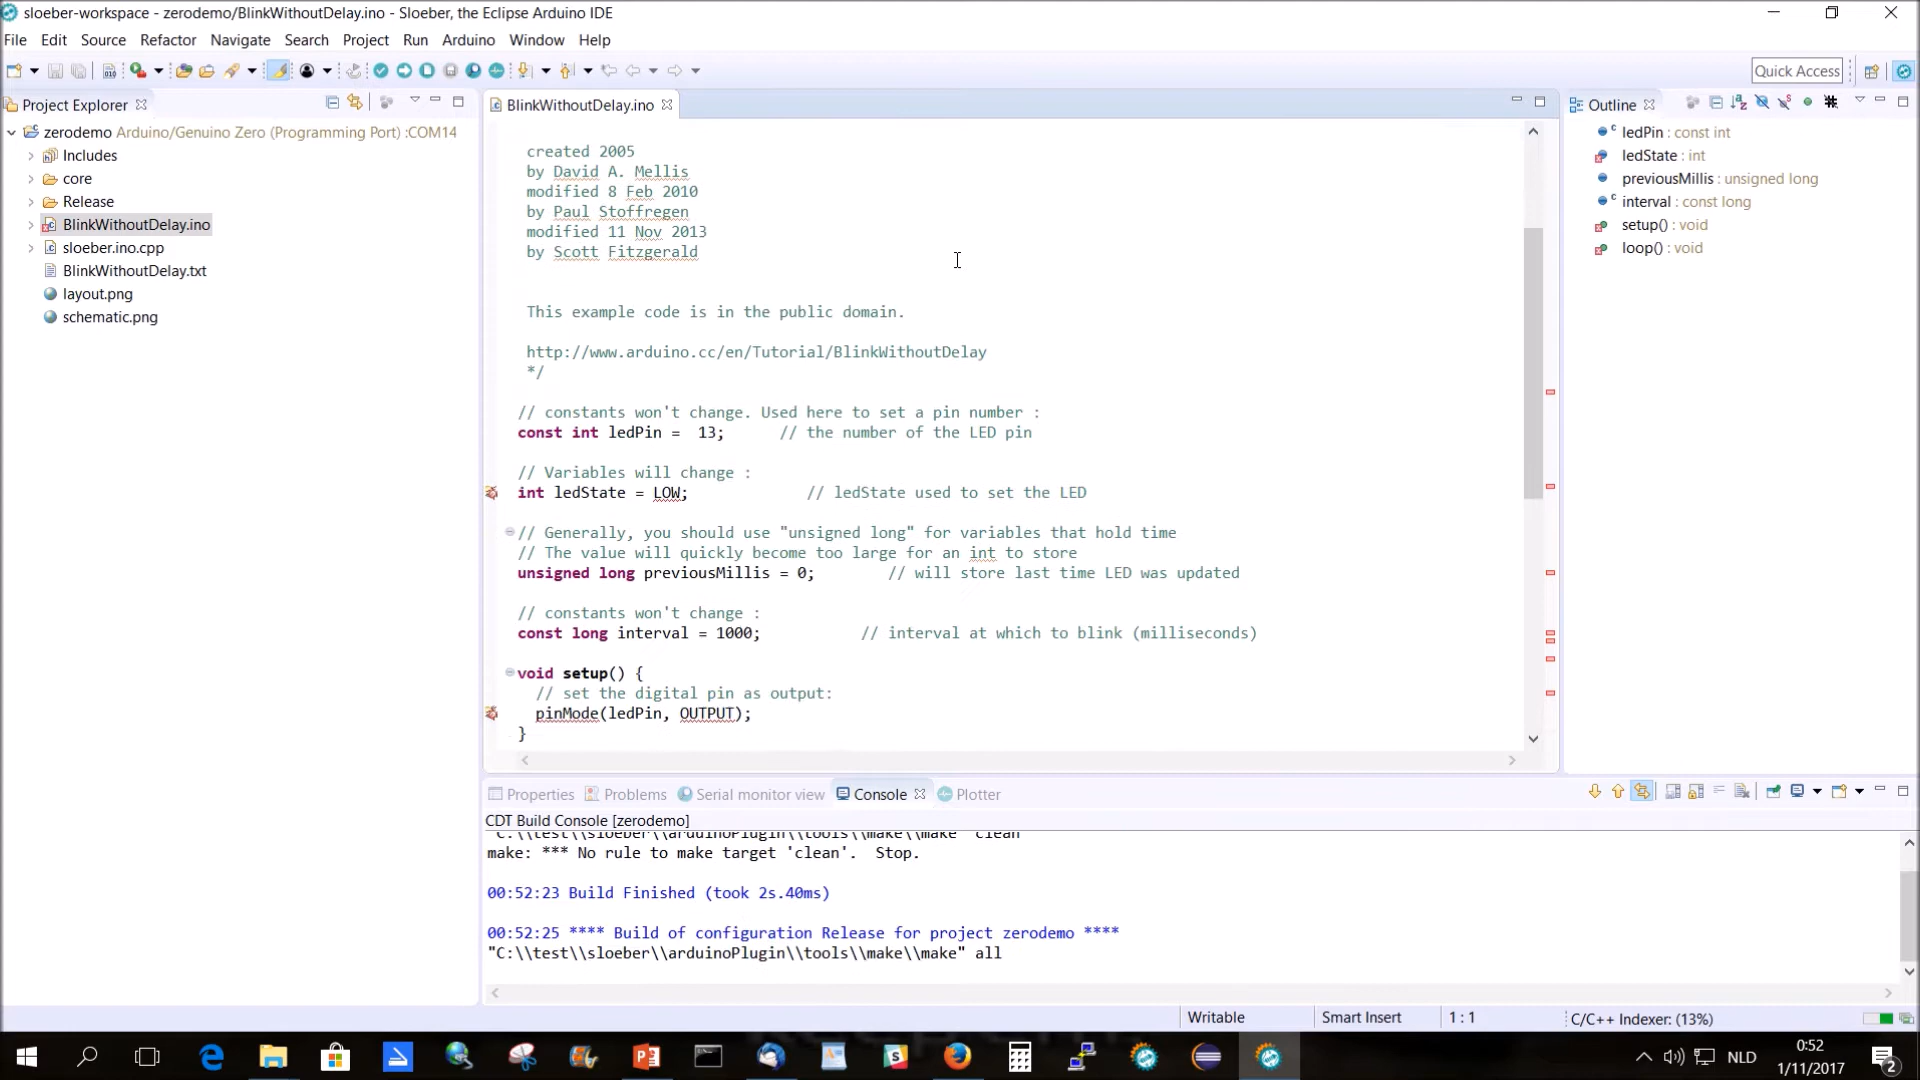 sloeber-workspace - zerodemo/BlinkWithoutDelay.ino - Sloeber, the Eclipse Arduino IDE
File Edit Source Refactor Navigate Search Project Run Arduino Window Help
Quick Access
Project Explorer
zerodemo Arduino/Genuino Zero (Programming Port) :COM14
Includes
core
Release
BlinkWithoutDelay.ino
sloeber.ino.cpp
BlinkWithoutDelay.txt
layout.png
schematic.png
BlinkWithoutDelay.ino
created 2005
by David A. Mellis
modified 8 Feb 2010
by Paul Stoffregen
modified 11 Nov 2013
by Scott Fitzgerald
This example code is in the public domain.
http://www.arduino.cc/en/Tutorial/BlinkWithoutDelay
*/
// constants won't change. Used here to set a pin number :
const int ledPin =  13;      // the number of the LED pin
// Variables will change :
int ledState = LOW;             // ledState used to set the LED
// Generally, you should use "unsigned long" for variables that hold time
// The value will quickly become too large for an int to store
unsigned long previousMillis = 0;        // will store last time LED was updated
// constants won't change :
const long interval = 1000;           // interval at which to blink (milliseconds)
void setup() {
// set the digital pin as output:
pinMode(ledPin, OUTPUT);
}
Outline
ledPin : const int
ledState : int
previousMillis : unsigned long
interval : const long
setup() : void
loop() : void
Properties Problems Serial monitor view Console Plotter
CDT Build Console [zerodemo]
"C:\\test\\sloeber\\arduinoPlugin\\tools\\make\\make" clean
make: *** No rule to make target 'clean'.  Stop.
00:52:23 Build Finished (took 2s.40ms)
00:52:25 **** Build of configuration Release for project zerodemo ****
"C:\\test\\sloeber\\arduinoPlugin\\tools\\make\\make" all
Writable Smart Insert 1 : 1 C/C++ Indexer: (13%)
NLD
0:52
1/11/2017
2